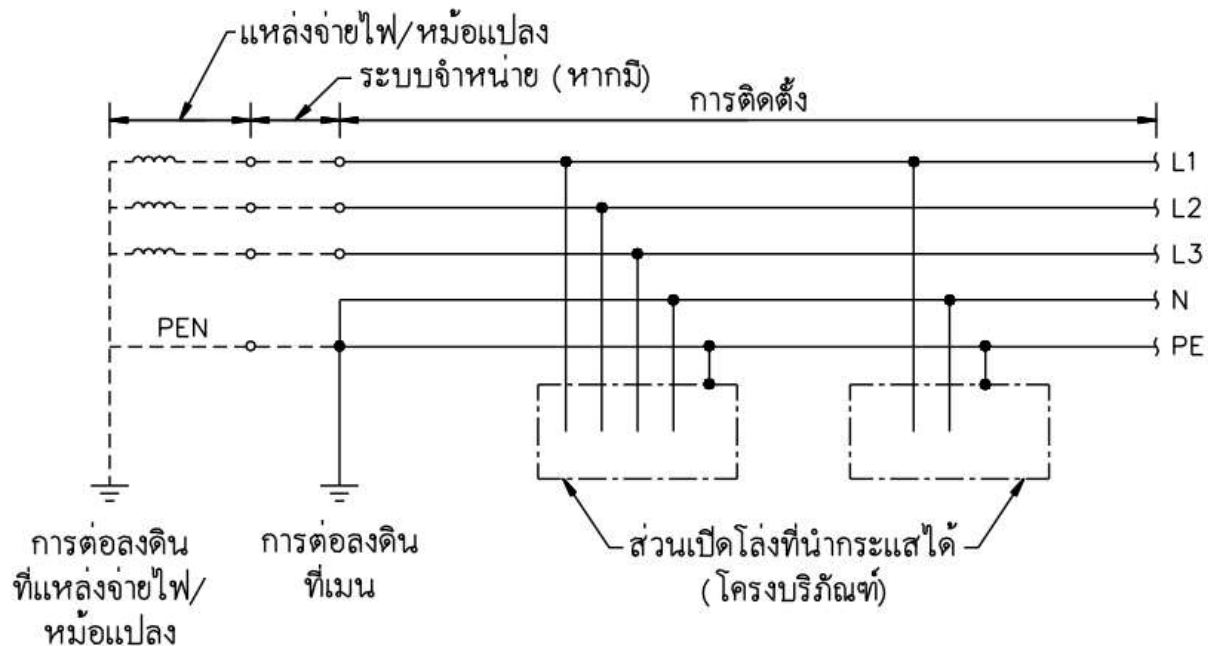 แหล่งจ่ายไฟ/หม้อแปลง
ระบบจำหน่าย (หากมี)
การติดตั้ง
L1
L2
L3
N
PEN
PE
การต่อลงดิน
ที่แหล่งจ่ายไฟ/
หม้อแปลง
การต่อลงดิน
ที่เมน
ส่วนเปิดโล่งที่นำกระแสได้
(โครงบริภัณฑ์)